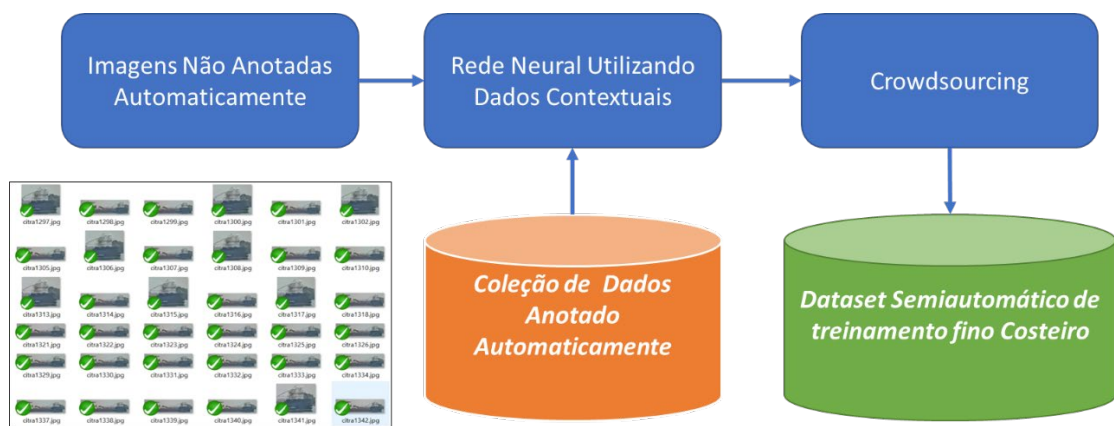 Imagens Não Anotadas
Automaticamente
Rede Neural Utilizando
Dados Contextuais
Crowdsourcing
citra1297.jpg citra1298.jpg citra1299.jpg citra1300.jpg citra1301.jpg citra1302.jpg
citra1305.jpg citra1306.jpg citra1307.jpg citra1308.jpg citra1309.jpg citra1310.jpg
citra1313.jpg citra1314.jpg citra1315.jpg citra1316.jpg citra1317.jpg citra1318.jpg
citra1321.jpg citra1322.jpg citra1323.jpg citra1324.jpg citra1325.jpg citra1326.jpg
citra1329.jpg citra1330.jpg citra1331.jpg citra1332.jpg citra1333.jpg citra1334.jpg
citra1337.jpg citra1338.jpg citra1339.jpg citra1340.jpg citra1341.jpg citra1342.jpg
Coleção de Dados
Anotado
Automaticamente
Dataset Semiautomático de
treinamento fino Costeiro